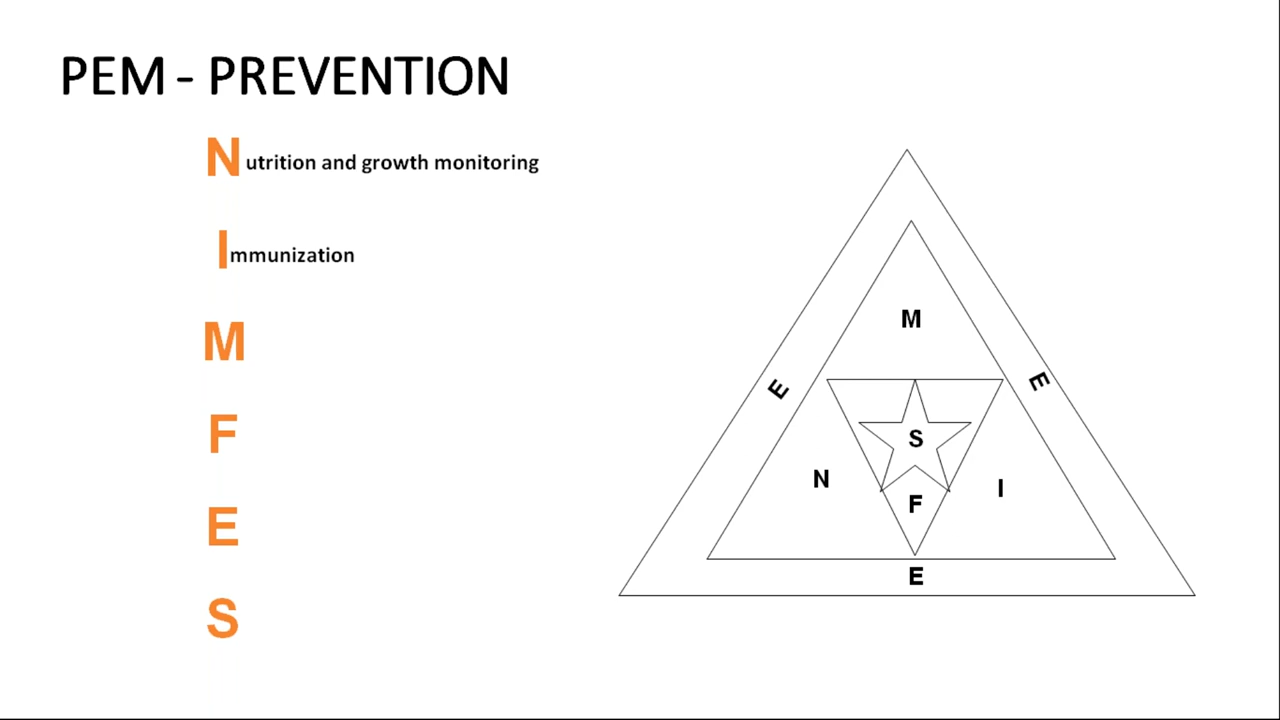 PEM - PREVENTION
Nutrition and growth monitoring
Immunization
M
F
E
S
M
E
E
S
N
I
F
E